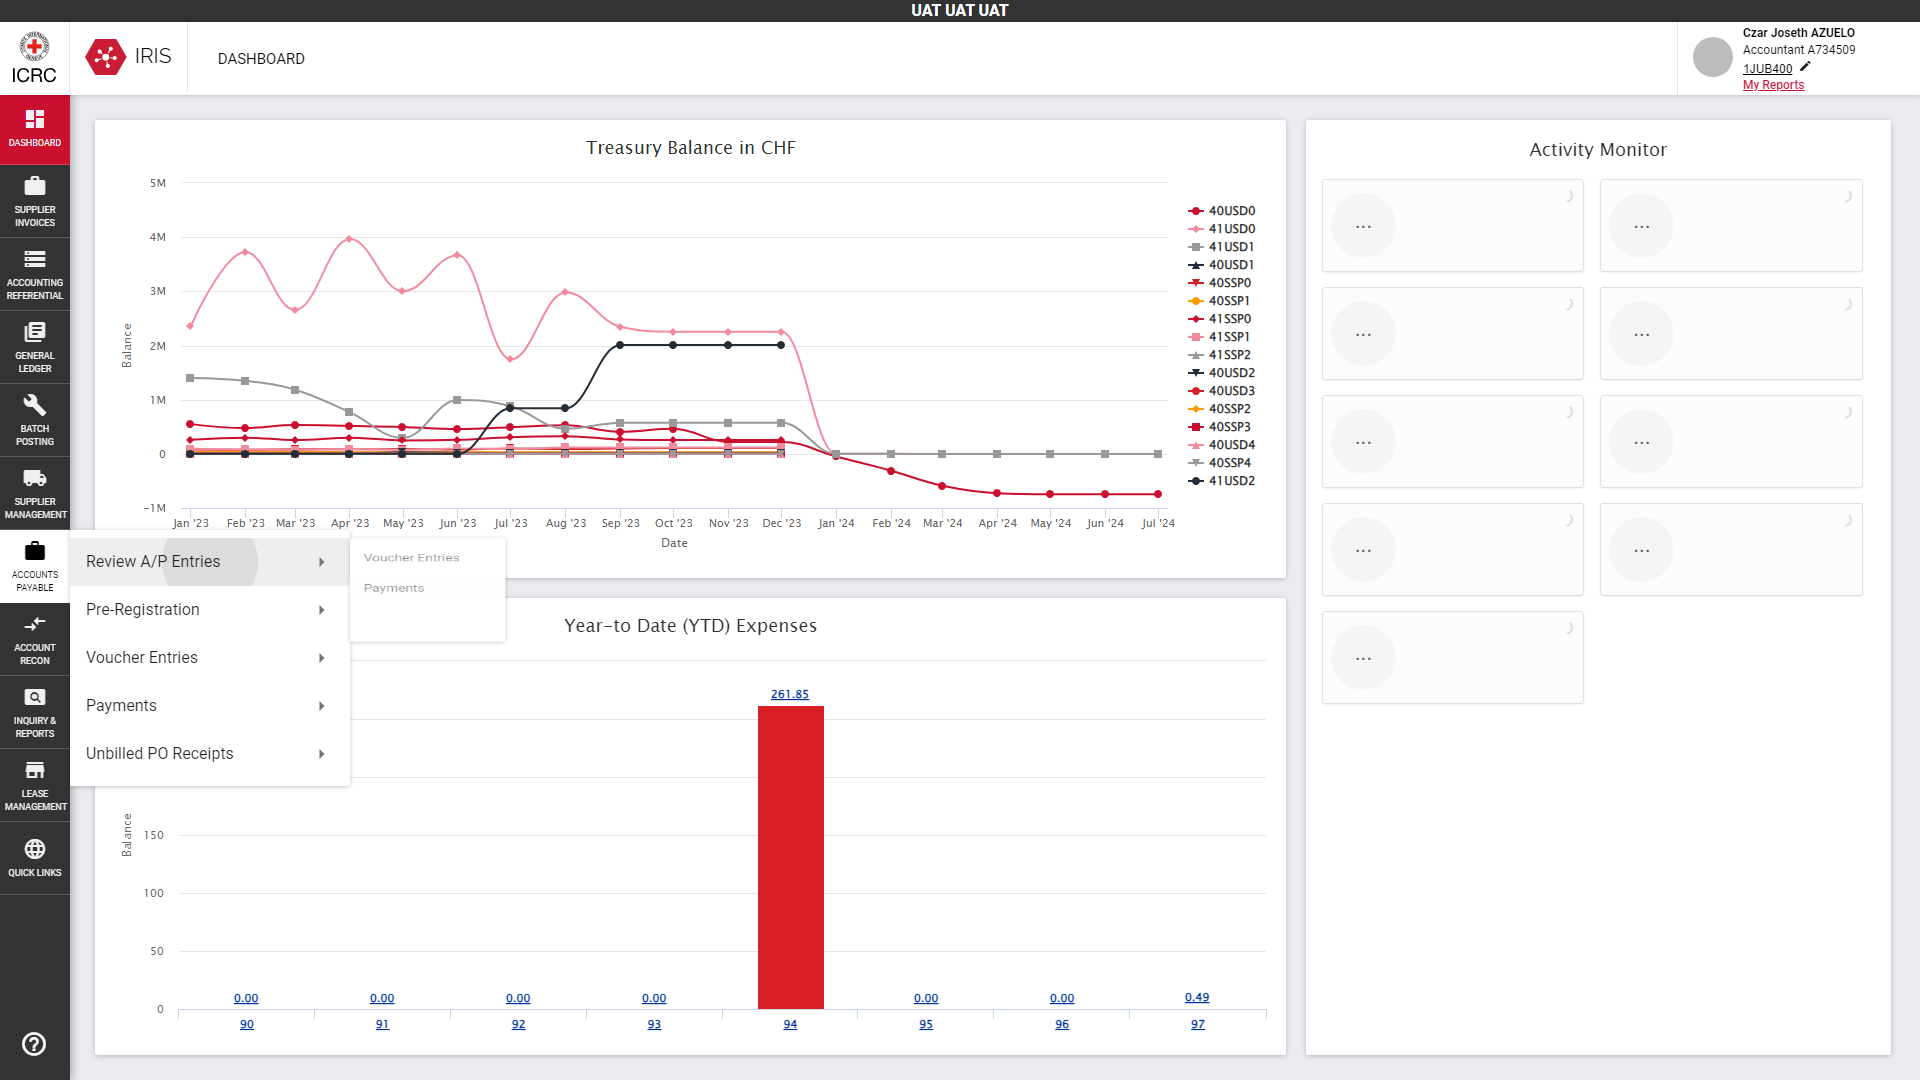 UAT UAT UAT
ICRC
IRIS
DASHBOARD
Czar Joseth AZUELO
Accountant A734509
1JUB400
My Reports
DASHBOARD
SUPPLIER
INVOICES
ACCOUNTING
REFERENTIAL
GENERAL
LEDGER
BATCH
POSTING
SUPPLIER
MANAGEMENT
ACCOUNTS
PAYABLE
ACCOUNT
RECON
INQUIRY &
REPORTS
LEASE
MANAGEMENT
QUICK LINKS
Review A/P Entries
Pre-Registration
Voucher Entries
Payments
Unbilled PO Receipts
Voucher Entries
Payments
Treasury Balance in CHF
5M
4M
3M
2M
1M
0
-1M
Balance
Jan '23 Feb '23 Mar '23 Apr '23 May '23 Jun '23 Jul '23 Aug '23 Sep '23 Oct '23 Nov '23 Dec '23 Jan '24 Feb '24 Mar '24 Apr '24 May '24 Jun '24 Jul '24
Date
40USD0
41USD0
41USD1
40USD1
40SSP0
40SSP1
41SSP0
41SSP1
41SSP2
40USD2
40USD3
40SSP2
40SSP3
40USD4
40SSP4
41USD2
Year-to Date (YTD) Expenses
261.85
Balance
150
100
50
0
0.00 0.00 0.00 0.00 0.00 0.00 0.49
90 91 92 93 94 95 96 97
Activity Monitor
... ...
... ...
... ...
... ...
...